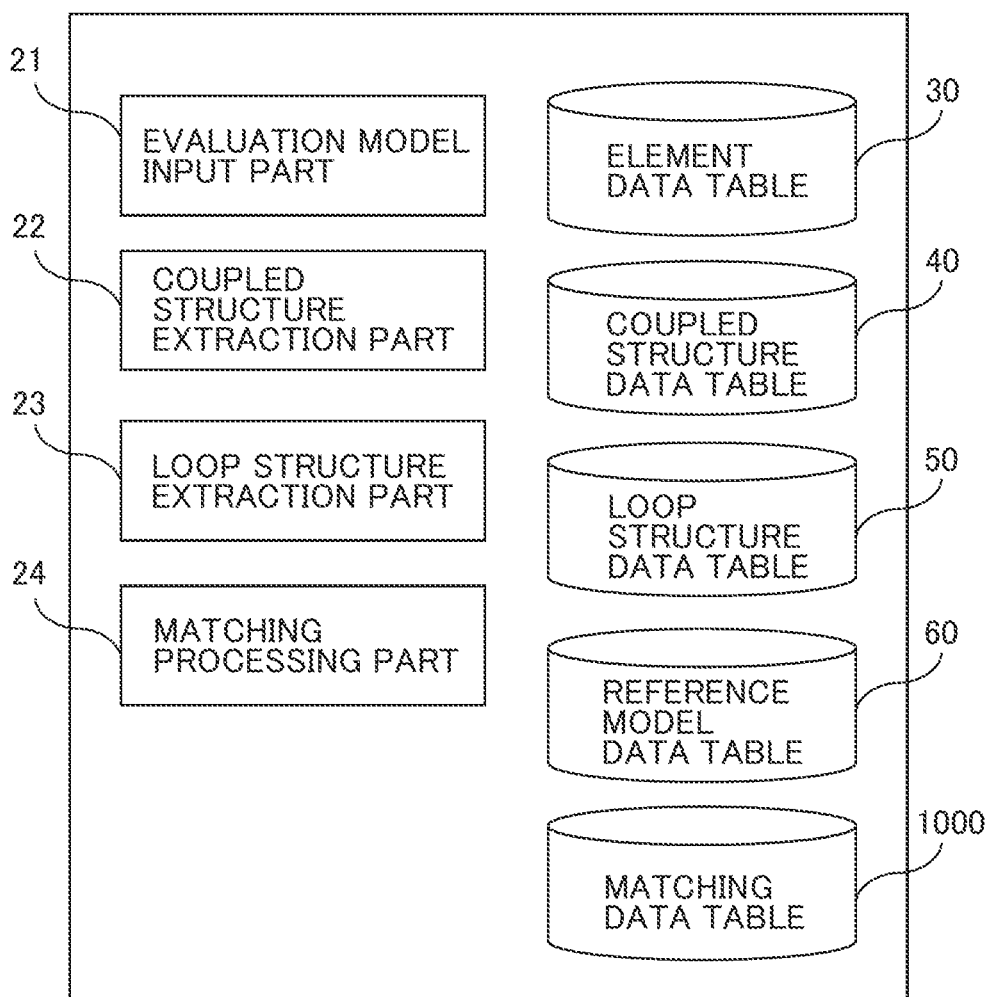 21
EVALUATION MODEL
INPUT PART
22
COUPLED
STRUCTURE
EXTRACTION PART
23
LOOP STRUCTURE
EXTRACTION PART
24
MATCHING
PROCESSING PART
30
ELEMENT
DATA TABLE
40
COUPLED
STRUCTURE
DATA TABLE
50
LOOP
STRUCTURE
DATA TABLE
60
REFERENCE
MODEL
DATA TABLE
1000
MATCHING
DATA TABLE